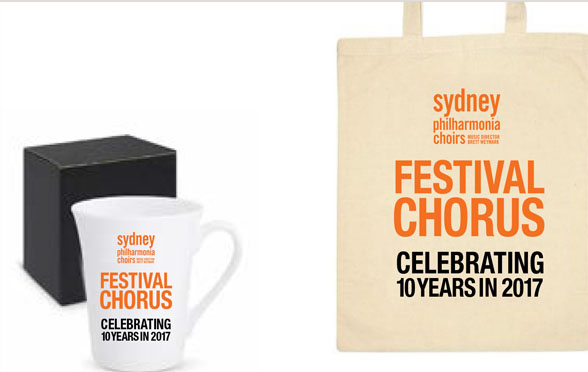 sydney
philharmonia
choirs
FESTIVAL
CHORUS
CELEBRATING
10 YEARS IN 2017
sydney
philharmonia
choirs MUSIC DIRECTOR
BRETT WEYMARK
FESTIVAL
CHORUS
CELEBRATING
10 YEARS IN 2017